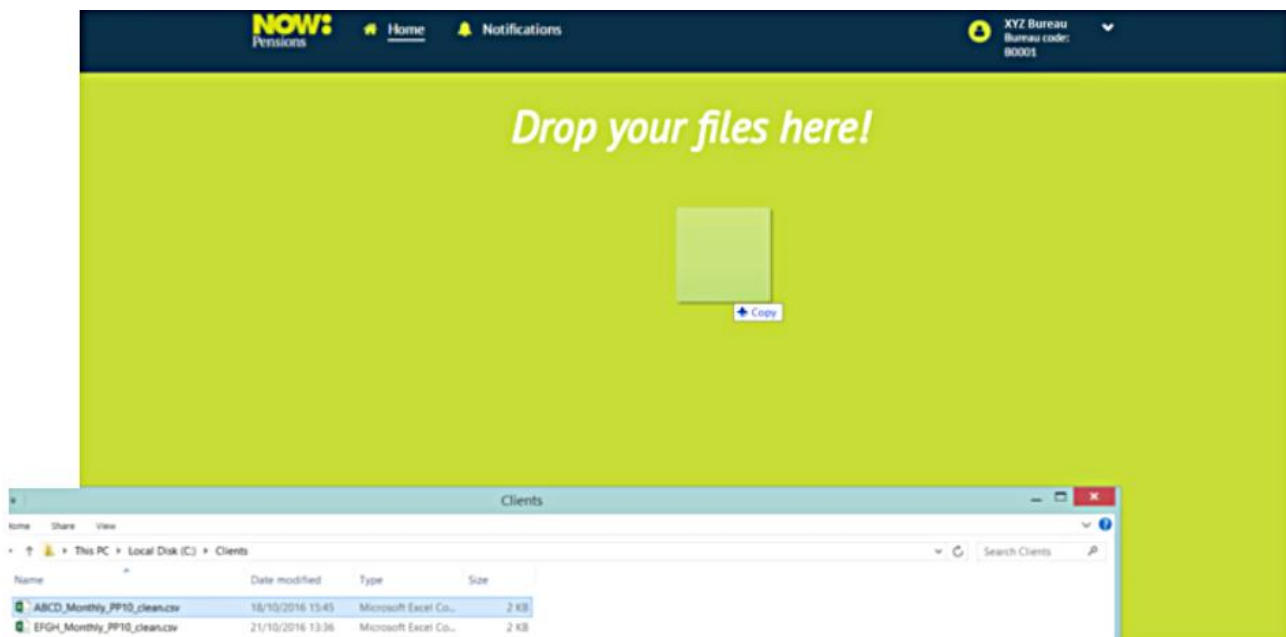 NOW:
Pensions
Home
Notifications
XYZ Bureau
Bureau code:
80001
Drop your files here!
Copy
Clients
Home Share View
This PC Local Disk (C:) Clients
Search Clients
Name Date modified Type Size
ABCD_Monthly_PP10_clean.csv 18/10/2016 15:45 Microsoft Excel Co... 2 KB
EFGH_Monthly_PP10_clean.csv 21/10/2016 13:36 Microsoft Excel Co... 2 KB